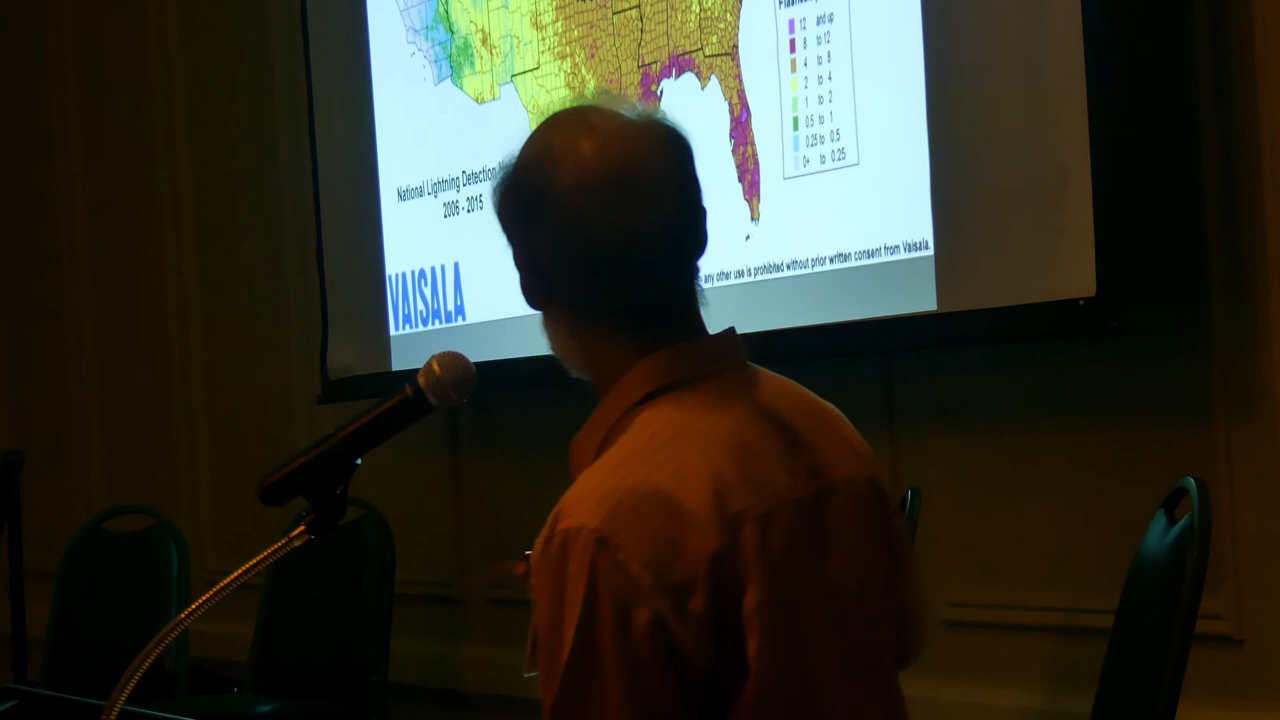 12 and up
8 to 12
4 to 8
2 to 4
1 to 2
0.5 to 1
0.25 to 0.5
0+ to 0.25
National Lightning Detection
2006 - 2015
any other use is prohibited without prior written consent from Vaisala.
VAISALA